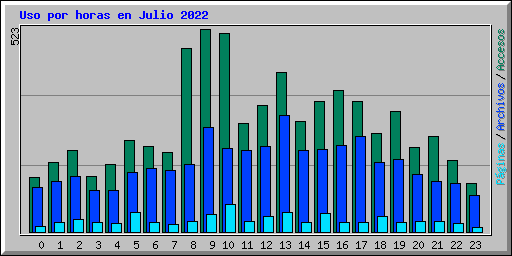 Uso por horas en Julio 2022
523
Páginas / Archivos / Accesos
0 1 2 3 4 5 6 7 8 9 10 11 12 13 14 15 16 17 18 19 20 21 22 23